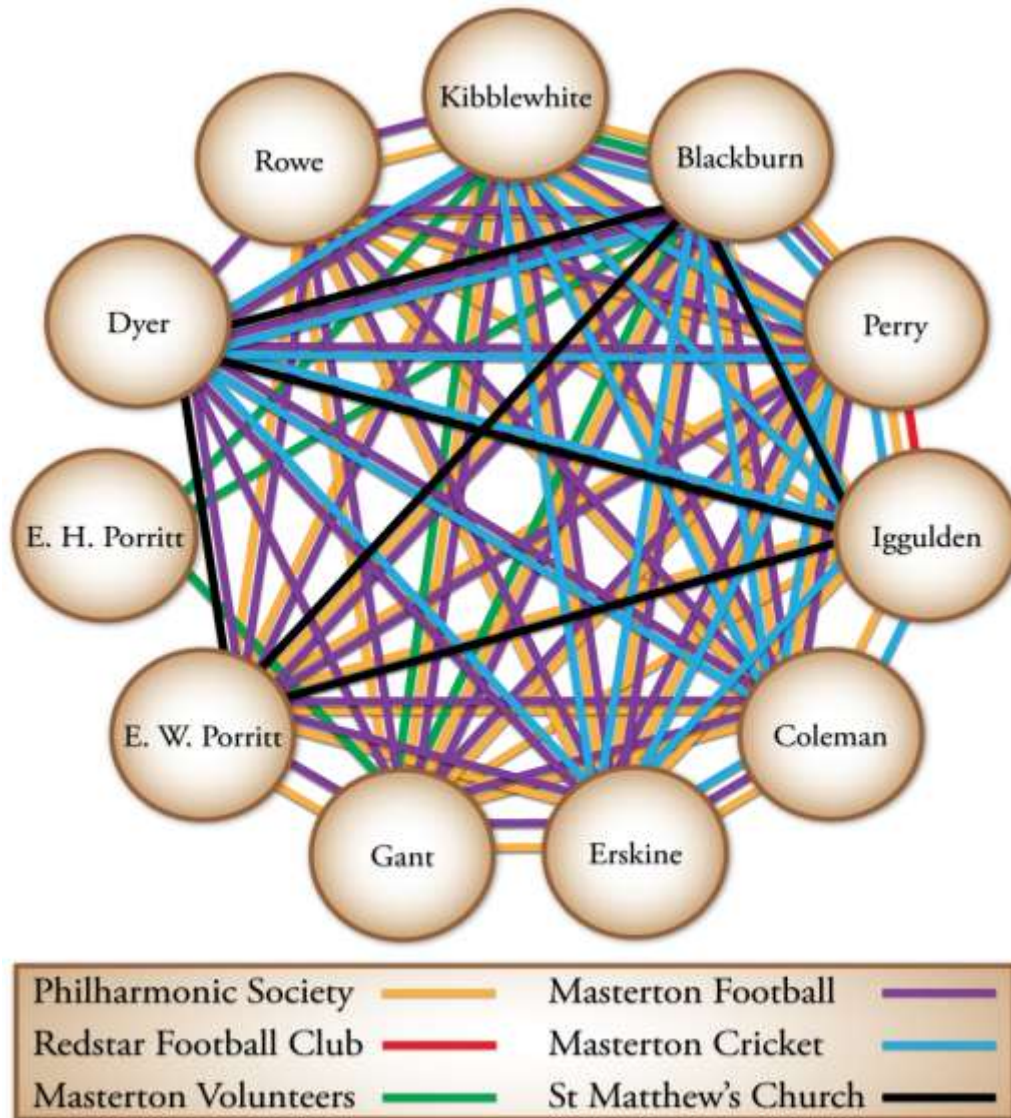 Kibblewhite
Rowe
Blackburn
Dyer
Perry
E. H. Porritt
Iggulden
E. W. Porritt
Coleman
Gant
Erskine
Philharmonic Society
Masterton Football
Redstar Football Club
Masterton Cricket
Masterton Volunteers
St Matthew's Church